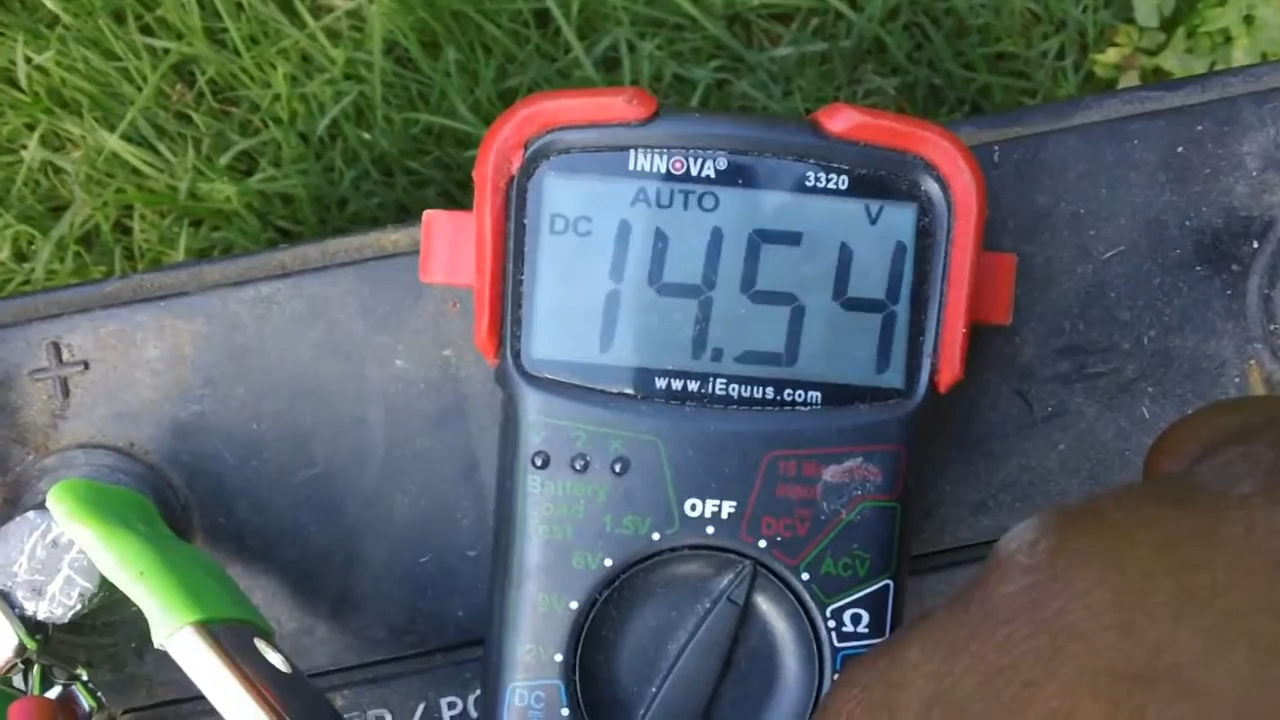 INNOVA®
3320
AUTO
DC
V
14.54
www.iEquus.com
+
Battery
Load
Test
1.5V
OFF
DCV
6V
ACV
9V
Ω
DC